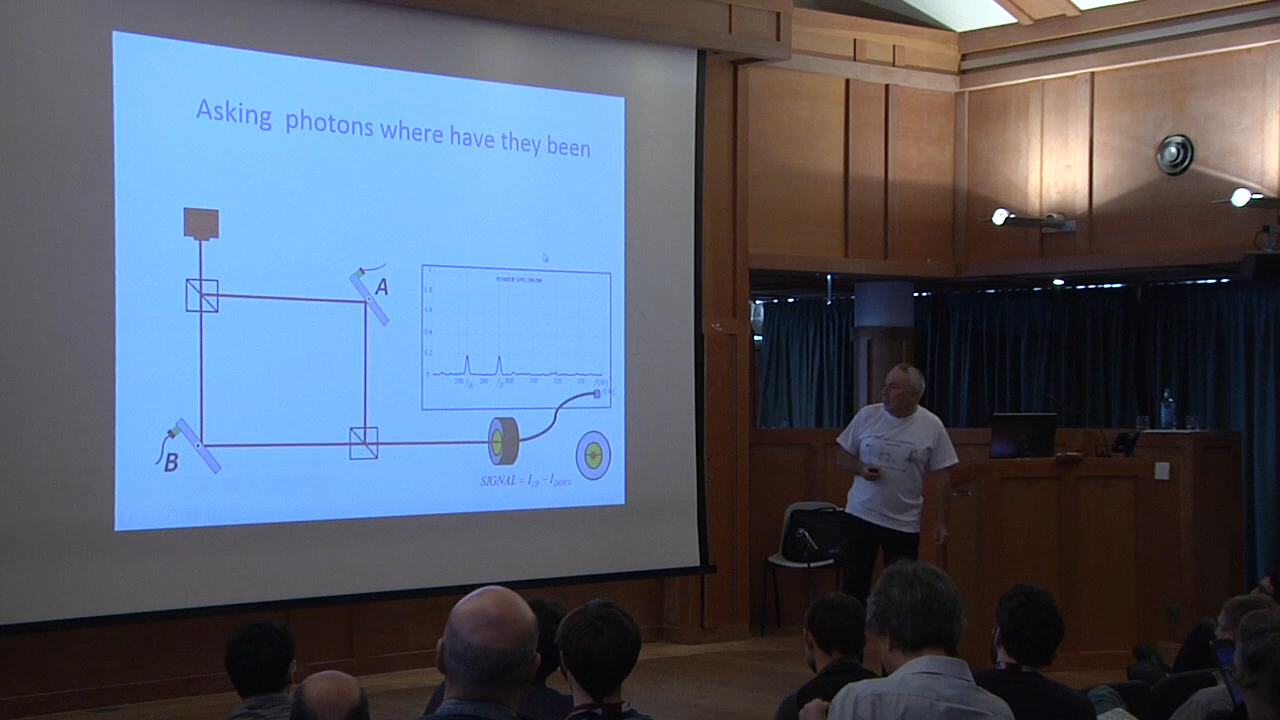 Asking photons where have they been
A
POWER SPECTRUM
B
SIGNAL = I_UP - I_DOWN